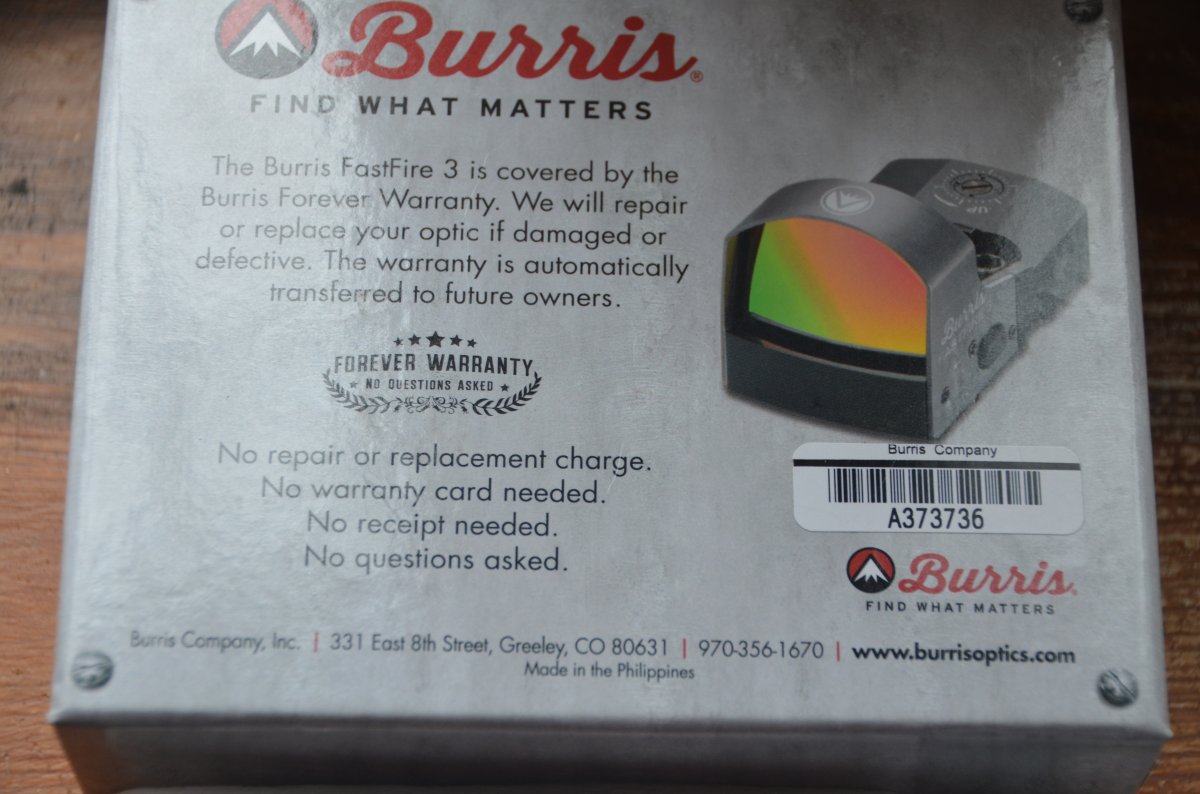 Burris®
FIND WHAT MATTERS
The Burris FastFire 3 is covered by the
Burris Forever Warranty. We will repair
or replace your optic if damaged or
defective. The warranty is automatically
transferred to future owners.
FOREVER WARRANTY
NO QUESTIONS ASKED
No repair or replacement charge.
No warranty card needed.
No receipt needed.
No questions asked.
UP
Burris
Burris Company
A373736
Burris®
FIND WHAT MATTERS
Burris Company, Inc. | 331 East 8th Street, Greeley, CO 80631 | 970-356-1670 | www.burrisoptics.com
Made in the Philippines